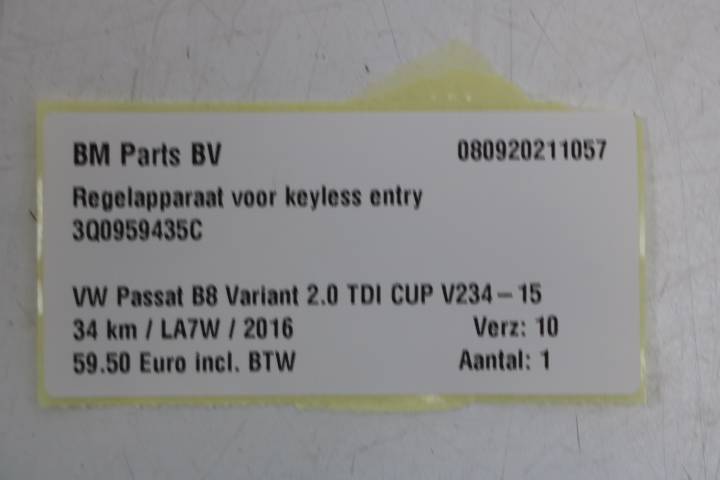 BM Parts BV 080920211057
Regelapparaat voor keyless entry
3Q0959435C
VW Passat B8 Variant 2.0 TDI CUP V234-15
34 km / LA7W / 2016 Verz: 10
59.50 Euro incl. BTW Aantal: 1